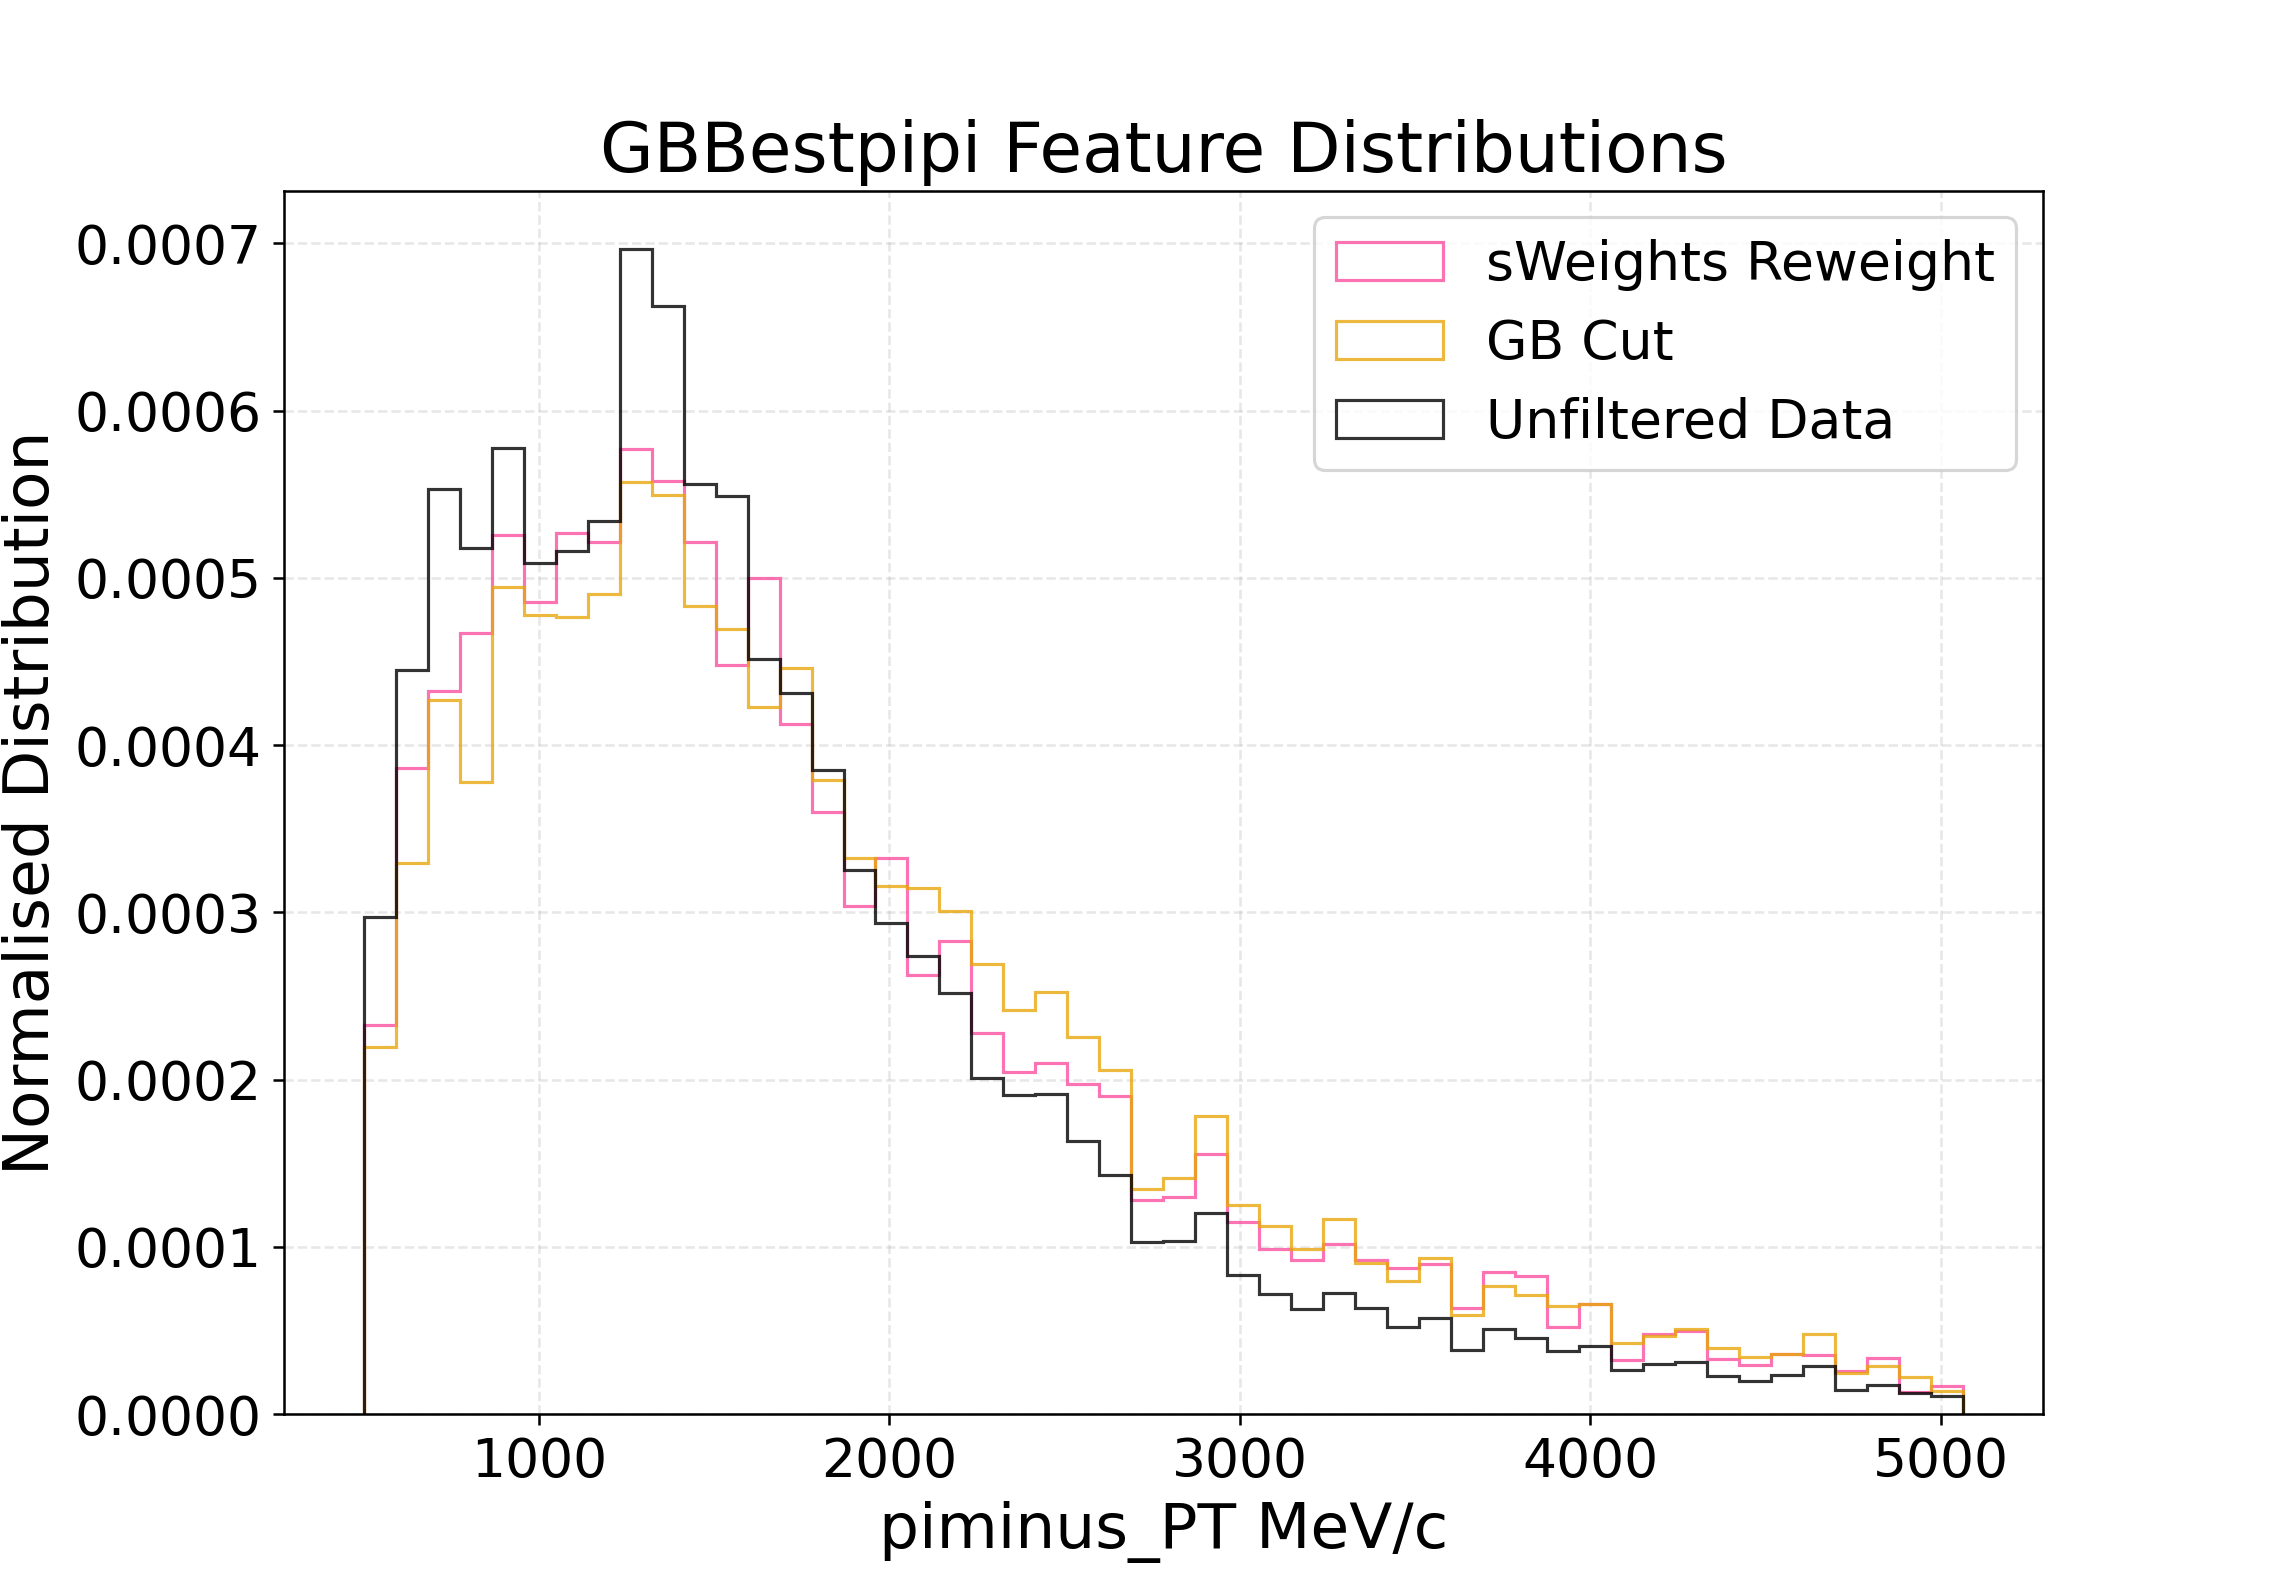 GBBestpipi Feature Distributions
sWeights Reweight
GB Cut
Unfiltered Data
Normalised Distribution
0.0007
0.0006
0.0005
0.0004
0.0003
0.0002
0.0001
0.0000
1000 2000 3000 4000 5000
piminus_PT MeV/c